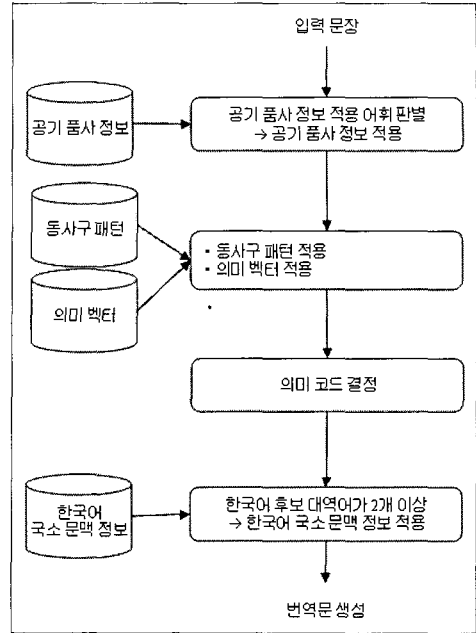 입력 문장
공기 품사 정보
공기 품사 정보 적용 어휘 판별
→ 공기 품사 정보 적용
동사구 패턴
의미 벡터
· 동사구 패턴 적용
· 의미 벡터 적용
의미 코드 결정
한국어
국소 문맥 정보
한국어 후보 대역어가 2개 이상
→ 한국어 국소 문맥 정보 적용
번역문 생성